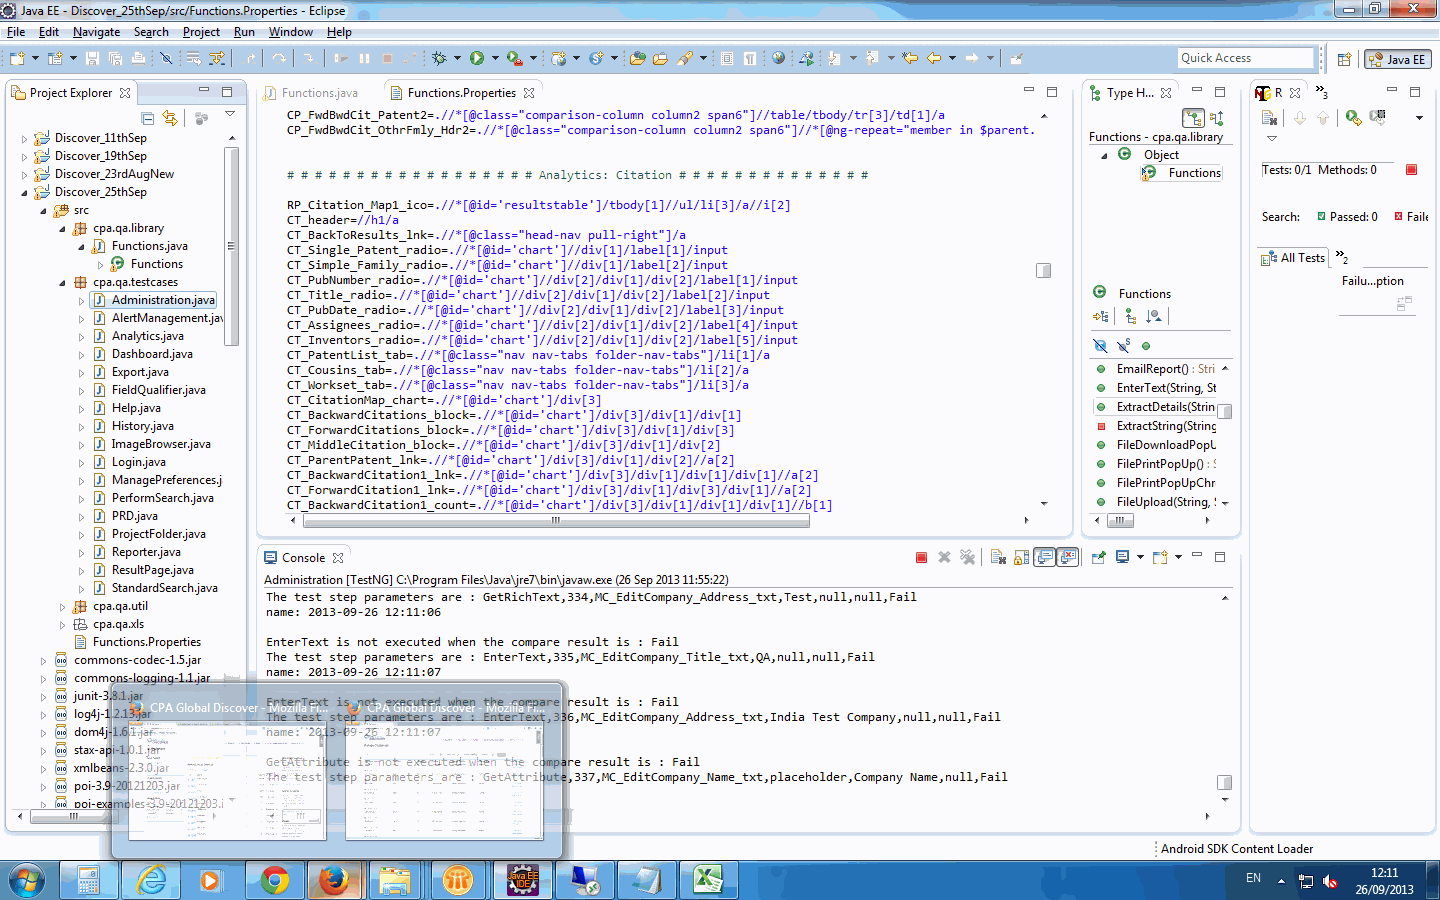 Java EE - Discover_25thSep/src/Functions.Properties - Eclipse
File Edit Navigate Search Project Run Window Help
Quick Access
Java EE
Project Explorer
Discover_11thSep
Discover_19thSep
Discover_23rdAugNew
Discover_25thSep
src
cpa.qa.library
Functions.java
Functions
cpa.qa.testcases
Administration.java
AlertManagement.jav
Analytics.java
Dashboard.java
Export.java
FieldQualifier.java
Help.java
History.java
ImageBrowser.java
Login.java
ManagePreferences.j
PerformSearch.java
PRD.java
ProjectFolder.java
Reporter.java
ResultPage.java
StandardSearch.java
cpa.qa.util
cpa.qa.xls
Functions.Properties
commons-codec-1.5.jar
commons-logging-1.1.jar
junit-3.8.1.jar
log4j-1.2.13.jar
dom4j-1.6.1.jar
stax-api-1.0.1.jar
xmlbeans-2.3.0.jar
poi-3.9-20121203.jar
poi-examples-3.9-20121203.j
Functions.java Functions.Properties
CP_FwdBwdCit_Patent2=.//*[@class="comparison-column column2 span6"]//table/tbody/tr[3]/td[1]/a
CP_FwdBwdCit_OthrFmly_Hdr2=.//*[@class="comparison-column column2 span6"]//*[@ng-repeat="member in $parent.
# # # # # # # # # # # # # # # # # # Analytics: Citation # # # # # # # # # # # # # #
RP_Citation_Map1_ico=.//*[@id='resultstable']/tbody[1]//ul/li[3]/a//i[2]
CT_header=//h1/a
CT_BackToResults_lnk=.//*[@class="head-nav pull-right"]/a
CT_Single_Patent_radio=.//*[@id='chart']//div[1]/label[1]/input
CT_Simple_Family_radio=.//*[@id='chart']//div[1]/label[2]/input
CT_PubNumber_radio=.//*[@id='chart']//div[2]/div[1]/div[2]/label[1]/input
CT_Title_radio=.//*[@id='chart']//div[2]/div[1]/div[2]/label[2]/input
CT_PubDate_radio=.//*[@id='chart']//div[2]/div[1]/div[2]/label[3]/input
CT_Assignees_radio=.//*[@id='chart']//div[2]/div[1]/div[2]/label[4]/input
CT_Inventors_radio=.//*[@id='chart']//div[2]/div[1]/div[2]/label[5]/input
CT_PatentList_tab=.//*[@class="nav nav-tabs folder-nav-tabs"]/li[1]/a
CT_Cousins_tab=.//*[@class="nav nav-tabs folder-nav-tabs"]/li[2]/a
CT_Workset_tab=.//*[@class="nav nav-tabs folder-nav-tabs"]/li[3]/a
CT_CitationMap_chart=.//*[@id='chart']/div[3]
CT_BackwardCitations_block=.//*[@id='chart']/div[3]/div[1]/div[1]
CT_ForwardCitations_block=.//*[@id='chart']/div[3]/div[1]/div[3]
CT_MiddleCitation_block=.//*[@id='chart']/div[3]/div[1]/div[2]
CT_ParentPatent_lnk=.//*[@id='chart']/div[3]/div[1]/div[2]//a[2]
CT_BackwardCitation1_lnk=.//*[@id='chart']/div[3]/div[1]/div[1]/div[1]//a[2]
CT_ForwardCitation1_lnk=.//*[@id='chart']/div[3]/div[1]/div[3]/div[1]//a[2]
CT_BackwardCitation1_count=.//*[@id='chart']/div[3]/div[1]/div[1]/div[1]//b[1]
Type H...
Functions - cpa.qa.library
Object
Functions
Functions
EmailReport() : Stri
EnterText(String, St
ExtractDetails(Strin
ExtractString(String
FileDownloadPopU
FilePrintPopUp() : S
FilePrintPopUpChr
FileUpload(String, S
R
3
Tests: 0/1 Methods: 0
Search: Passed: 0 Faile
All Tests
2
Failu...ption
Console
Administration [TestNG] C:\Program Files\Java\jre7\bin\javaw.exe (26 Sep 2013 11:55:22)
The test step parameters are : GetRichText,334,MC_EditCompany_Address_txt,Test,null,null,Fail
name: 2013-09-26 12:11:06
EnterText is not executed when the compare result is : Fail
The test step parameters are : EnterText,335,MC_EditCompany_Title_txt,QA,null,null,Fail
name: 2013-09-26 12:11:07
EnterText is not executed when the compare result is : Fail
The test step parameters are : EnterText,336,MC_EditCompany_Address_txt,India Test Company,null,null,Fail
name: 2013-09-26 12:11:07
GetAttribute is not executed when the compare result is : Fail
The test step parameters are : GetAttribute,337,MC_EditCompany_Name_txt,placeholder,Company Name,null,Fail
CPA Global Discover - Mozilla Fi... CPA Global Discover - Mozilla Fi...
Android SDK Content Loader
Java EE
IDE
EN
12:11
26/09/2013